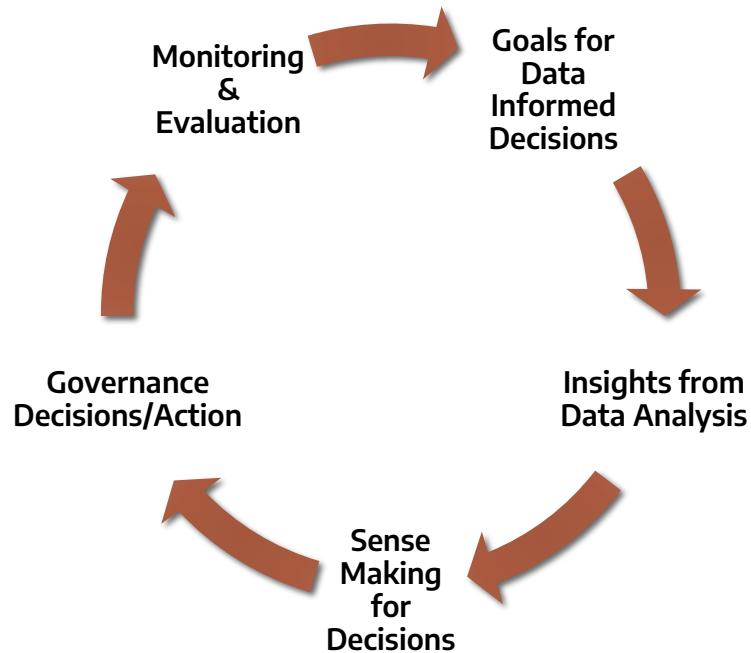 Monitoring
&
Evaluation
Goals for
Data
Informed
Decisions
Insights from
Data Analysis
Sense
Making
for
Decisions
Governance
Decisions/Action